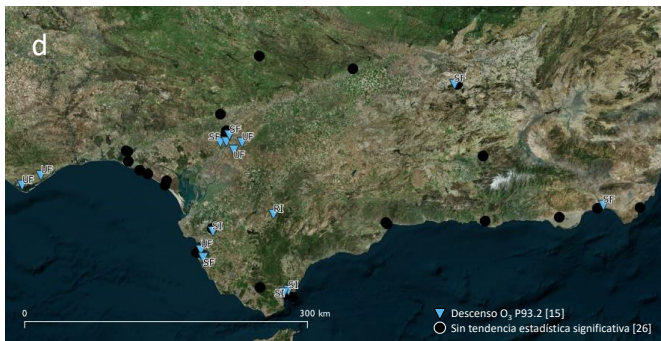 d
SF
SF
SF
UF
UF
UF
UF
RI
SI
UF
SF
SF
SI
SI
0
300 km
Descenso O₃ P93.2 [15]
Sin tendencia estadística significativa [26]